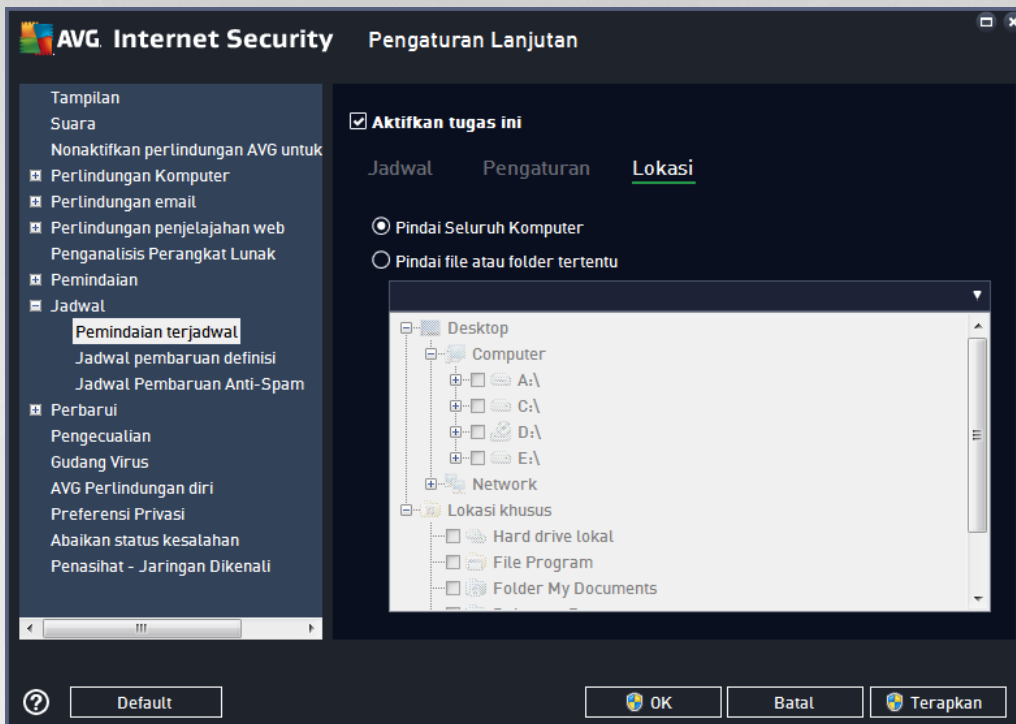 AVG Internet Security Pengaturan Lanjutan
Tampilan
Suara
Nonaktifkan perlindungan AVG untuk
Perlindungan Komputer
Perlindungan email
Perlindungan penjelajahan web
Penganalisis Perangkat Lunak
Pemindaian
Jadwal
Pemindaian terjadwal
Jadwal pembaruan definisi
Jadwal Pembaruan Anti-Spam
Perbarui
Pengecualian
Gudang Virus
AVG Perlindungan diri
Preferensi Privasi
Abaikan status kesalahan
Penasihat - Jaringan Dikenali
Aktifkan tugas ini
Jadwal Pengaturan Lokasi
Pindai Seluruh Komputer
Pindai file atau folder tertentu
Desktop
Computer
A:\
C:\
D:\
E:\
Network
Lokasi khusus
Hard drive lokal
File Program
Folder My Documents
? Default OK Batal Terapkan